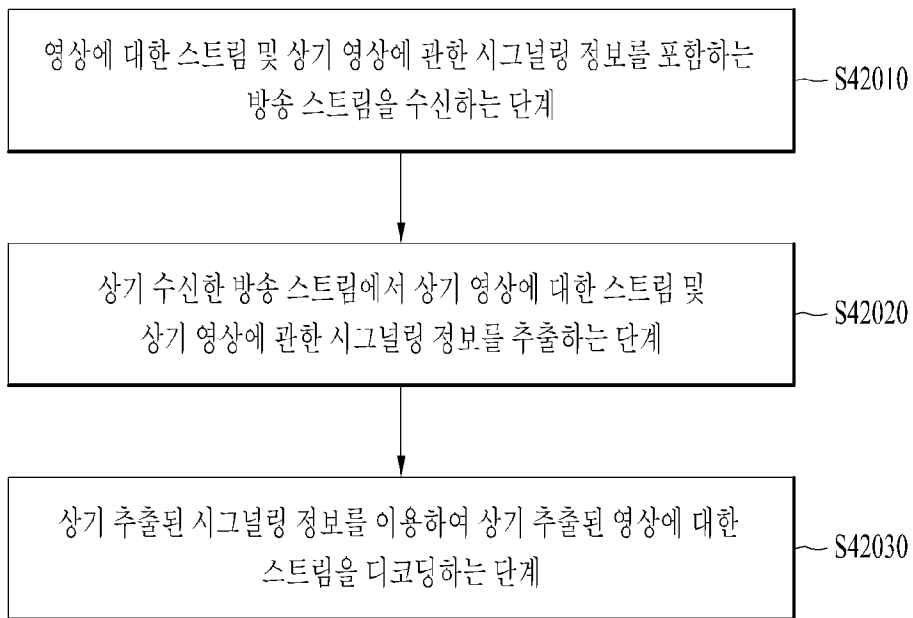 영상에 대한 스트림 및 상기 영상에 관한 시그널링 정보를 포함하는
방송 스트림을 수신하는 단계
S42010
상기 수신한 방송 스트림에서 상기 영상에 대한 스트림 및
상기 영상에 관한 시그널링 정보를 추출하는 단계
S42020
상기 추출된 시그널링 정보를 이용하여 상기 추출된 영상에 대한
스트림을 디코딩하는 단계
S42030